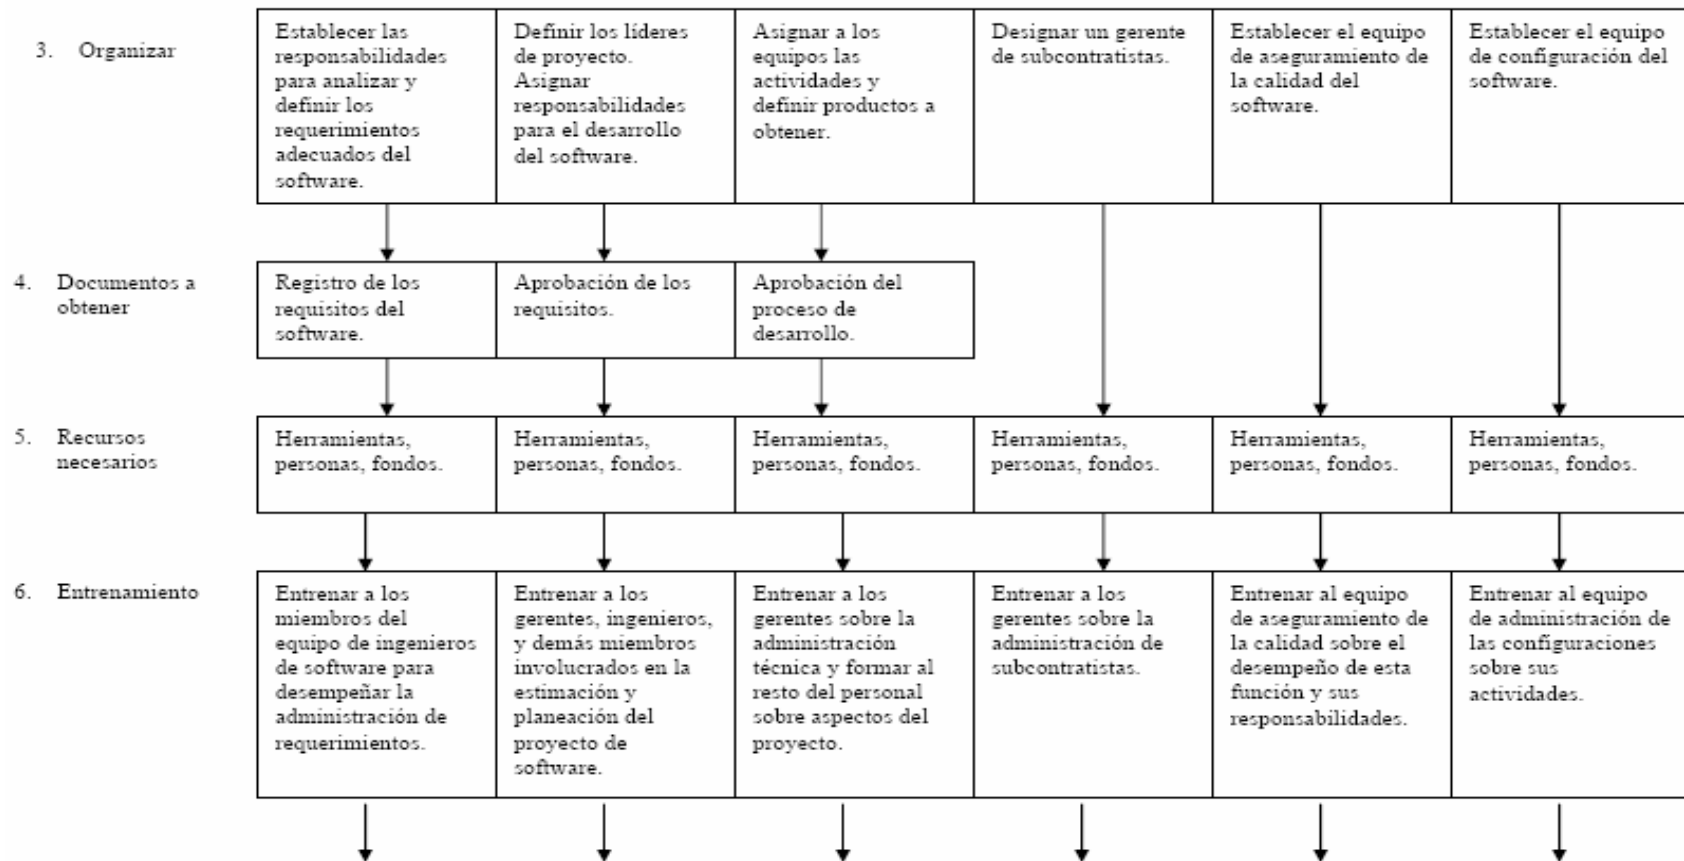 3. Organizar
Establecer las
responsabilidades
para analizar y
definir los
requerimientos
adecuados del
software.
Definir los líderes
de proyecto.
Asignar
responsabilidades
para el desarrollo
del software.
Asignar a los
equipos las
actividades y
definir productos a
obtener.
Designar un gerente
de subcontratistas.
Establecer el equipo
de aseguramiento de
la calidad del
software.
Establecer el equipo
de configuración del
software.
4. Documentos a
obtener
Registro de los
requisitos del
software.
Aprobación de los
requisitos.
Aprobación del
proceso de
desarrollo.
5. Recursos
necesarios
Herramientas,
personas, fondos.
Herramientas,
personas, fondos.
Herramientas,
personas, fondos.
Herramientas,
personas, fondos.
Herramientas,
personas, fondos.
Herramientas,
personas, fondos.
6. Entrenamiento
Entrenar a los
miembros del
equipo de ingenieros
de software para
desempeñar la
administración de
requerimientos.
Entrenar a los
gerentes, ingenieros,
y demás miembros
involucrados en la
estimación y
planeación del
proyecto de
software.
Entrenar a los
gerentes sobre la
administración
técnica y formar al
resto del personal
sobre aspectos del
proyecto.
Entrenar a los
gerentes sobre la
administración de
subcontratistas.
Entrenar al equipo
de aseguramiento de
la calidad sobre el
desempeño de esta
función y sus
responsabilidades.
Entrenar al equipo
de administración de
las configuraciones
sobre sus
actividades.